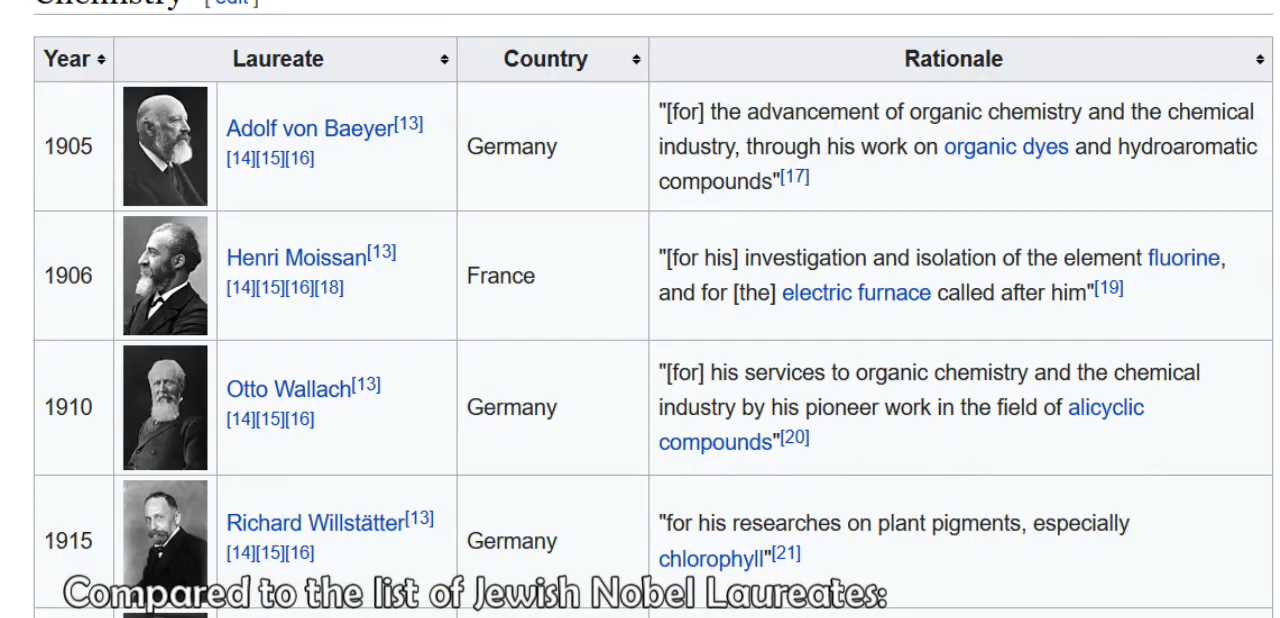 Chemistry [ edit ]
Year Laureate Country Rationale
1905
Adolf von Baeyer[13]
[14][15][16]
Germany
"[for] the advancement of organic chemistry and the chemical
industry, through his work on organic dyes and hydroaromatic
compounds"[17]
1906
Henri Moissan[13]
[14][15][16][18]
France
"[for his] investigation and isolation of the element fluorine,
and for [the] electric furnace called after him"[19]
1910
Otto Wallach[13]
[14][15][16]
Germany
"[for] his services to organic chemistry and the chemical
industry by his pioneer work in the field of alicyclic
compounds"[20]
1915
Richard Willstätter[13]
[14][15][16]
Germany
"for his researches on plant pigments, especially
chlorophyll"[21]
Compared to the list of Jewish Nobel Laureates: